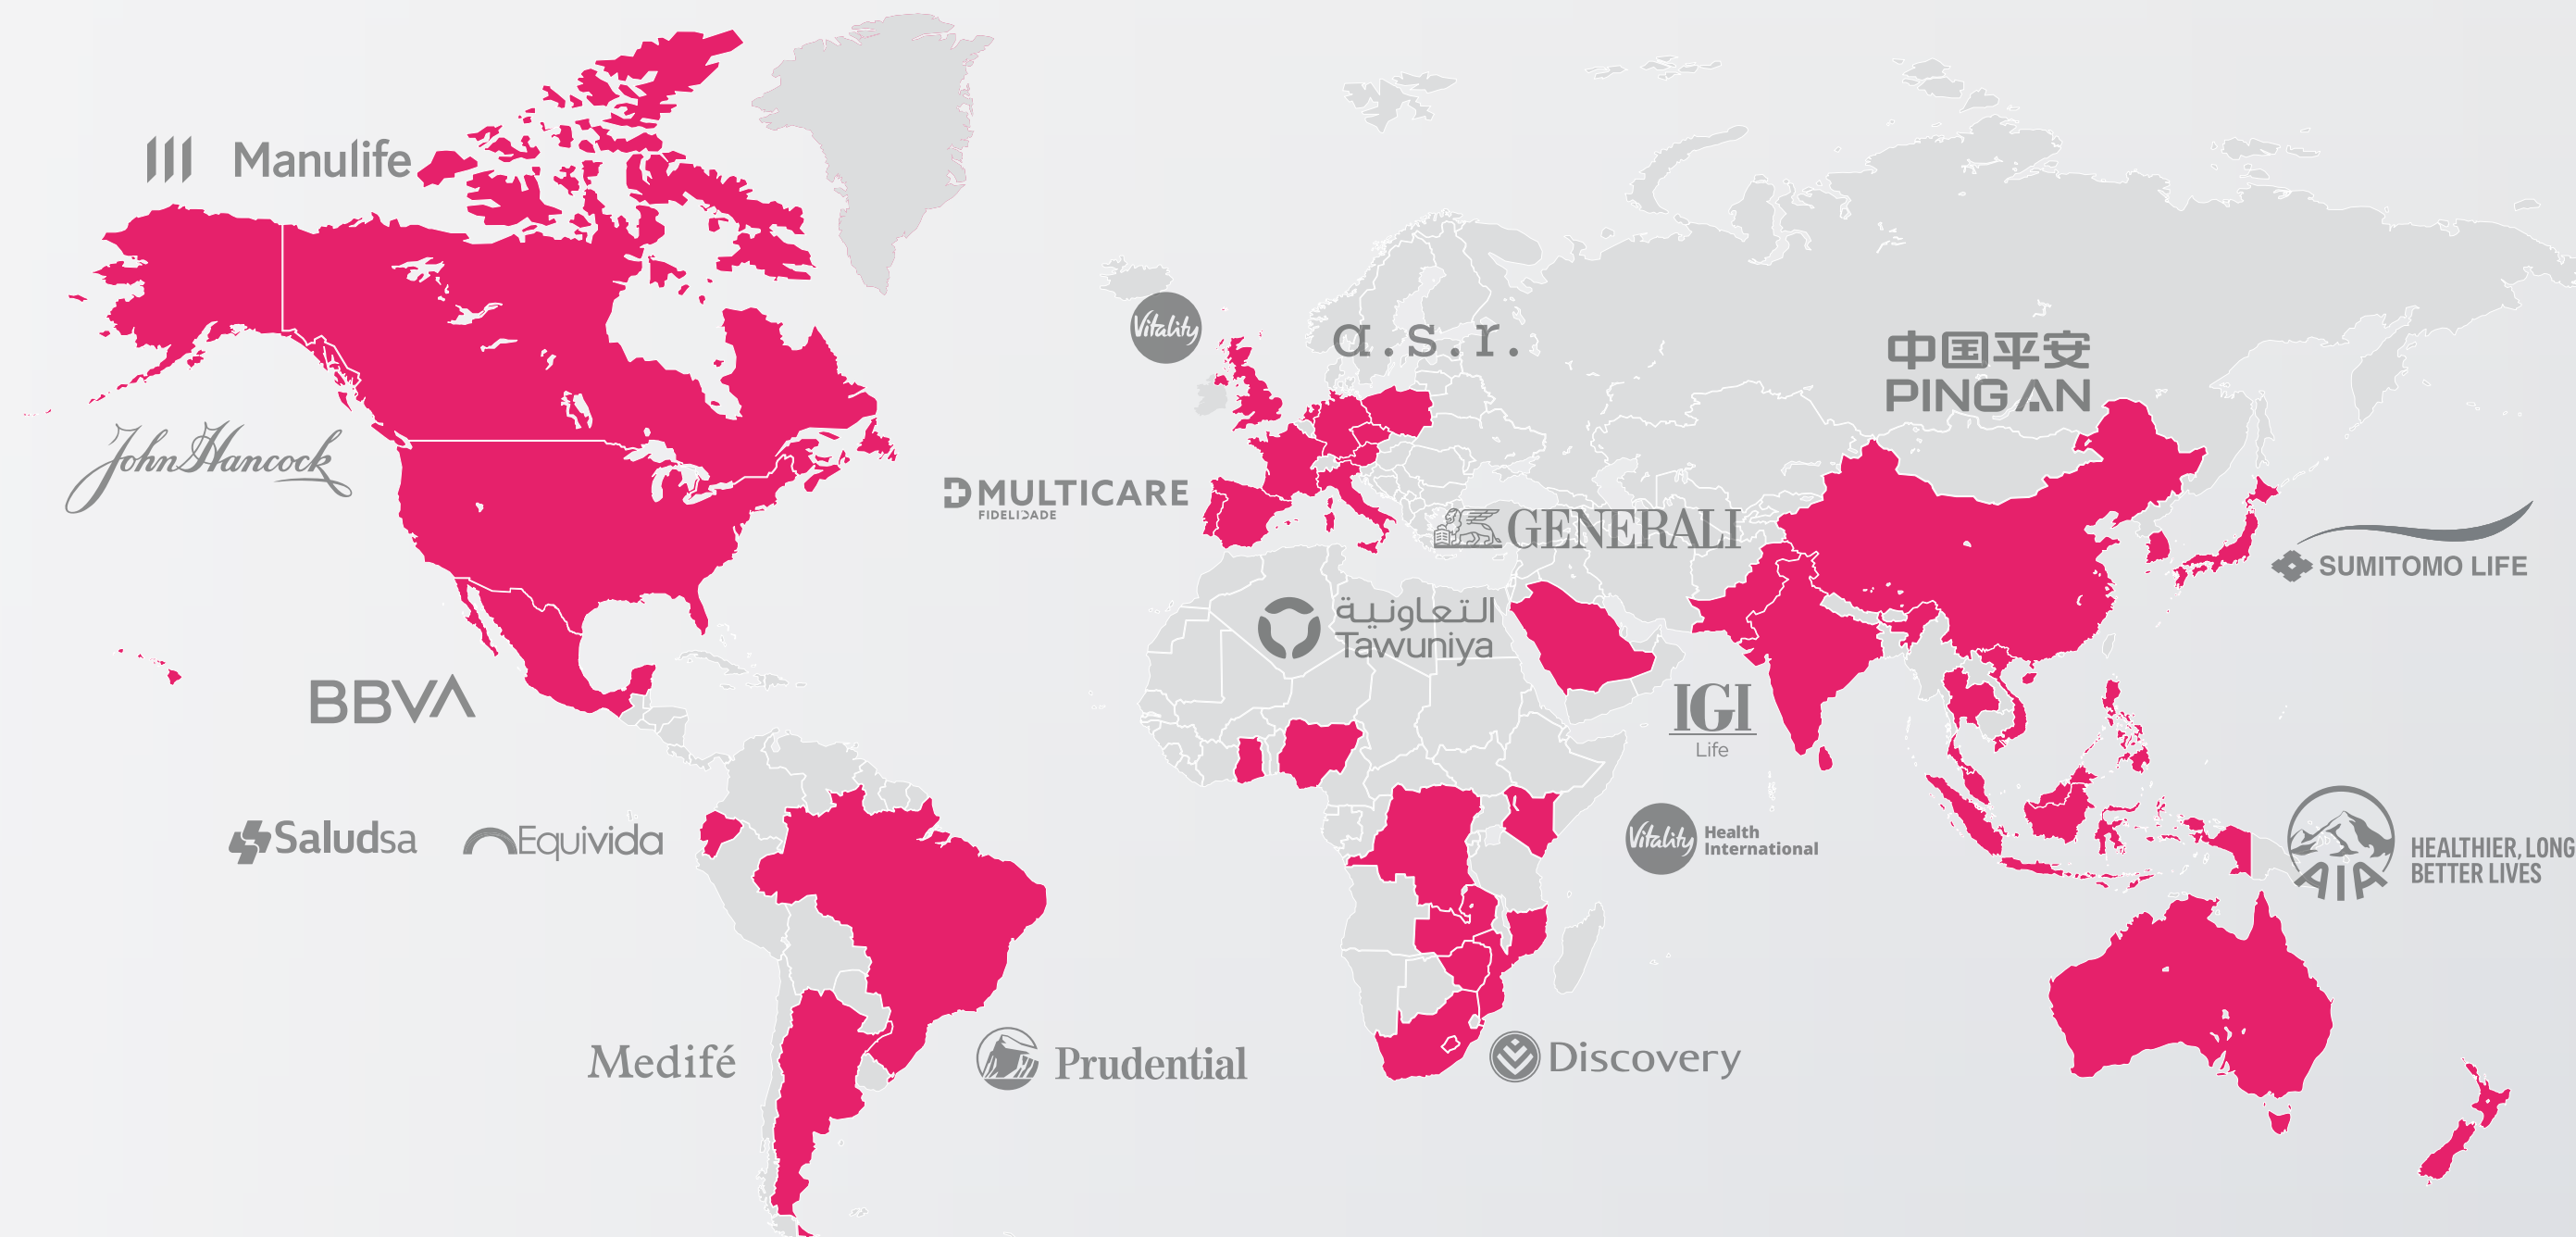 Manulife
John Hancock
BBVA
Saludsa
Equivida
Medifé
Prudential
Vitality
a.s.r.
MULTICARE
FIDELIDADE
GENERALI
التعاونية
Tawuniya
IGI
Life
Vitality
Health
International
Discovery
中国平安
PING AN
SUMITOMO LIFE
AIA
HEALTHIER, LONG
BETTER LIVES